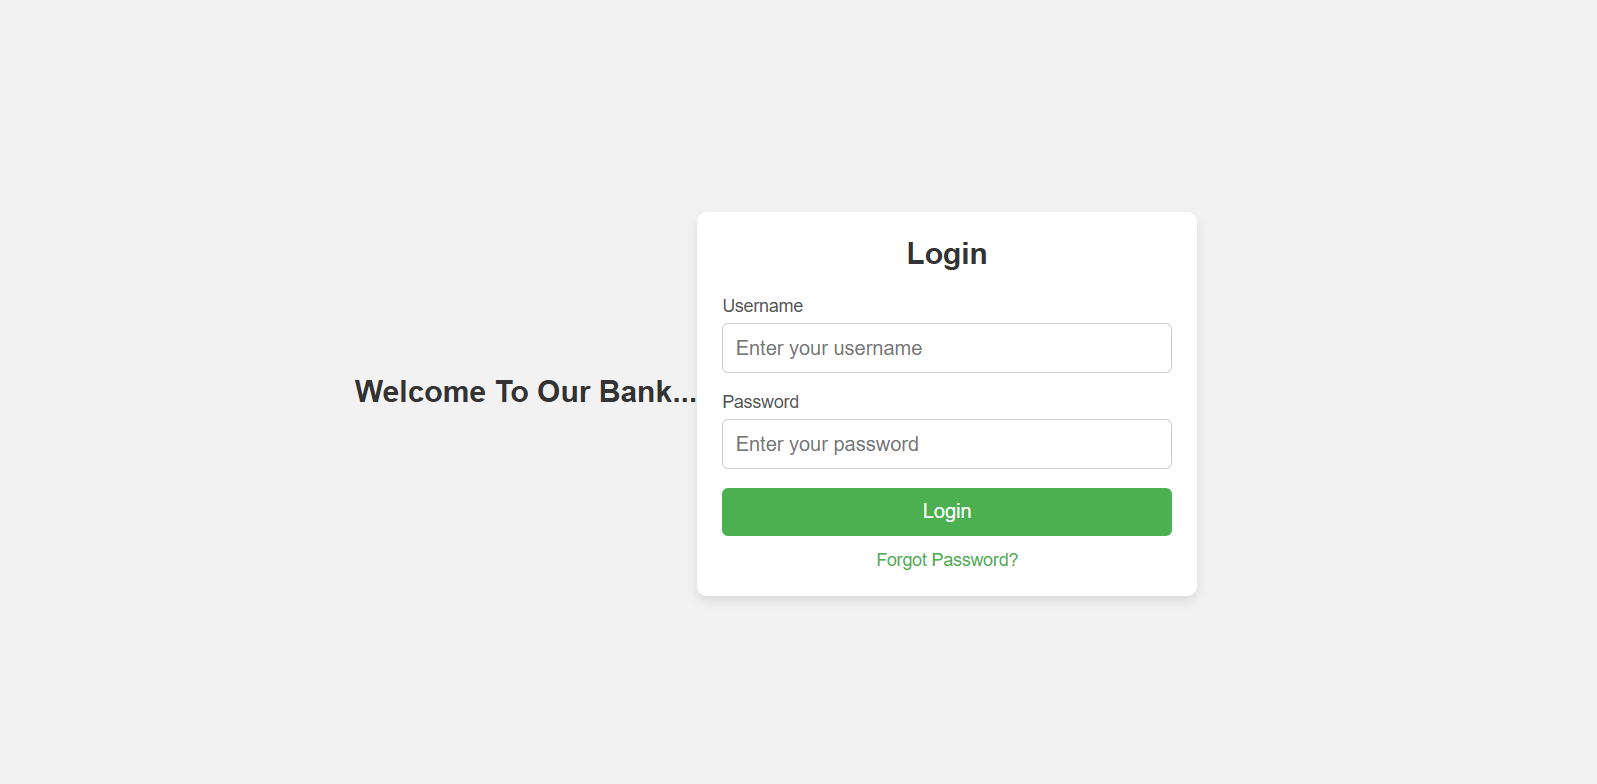 Welcome To Our Bank...
Login
Username
Enter your username
Password
Enter your password
Login
Forgot Password?